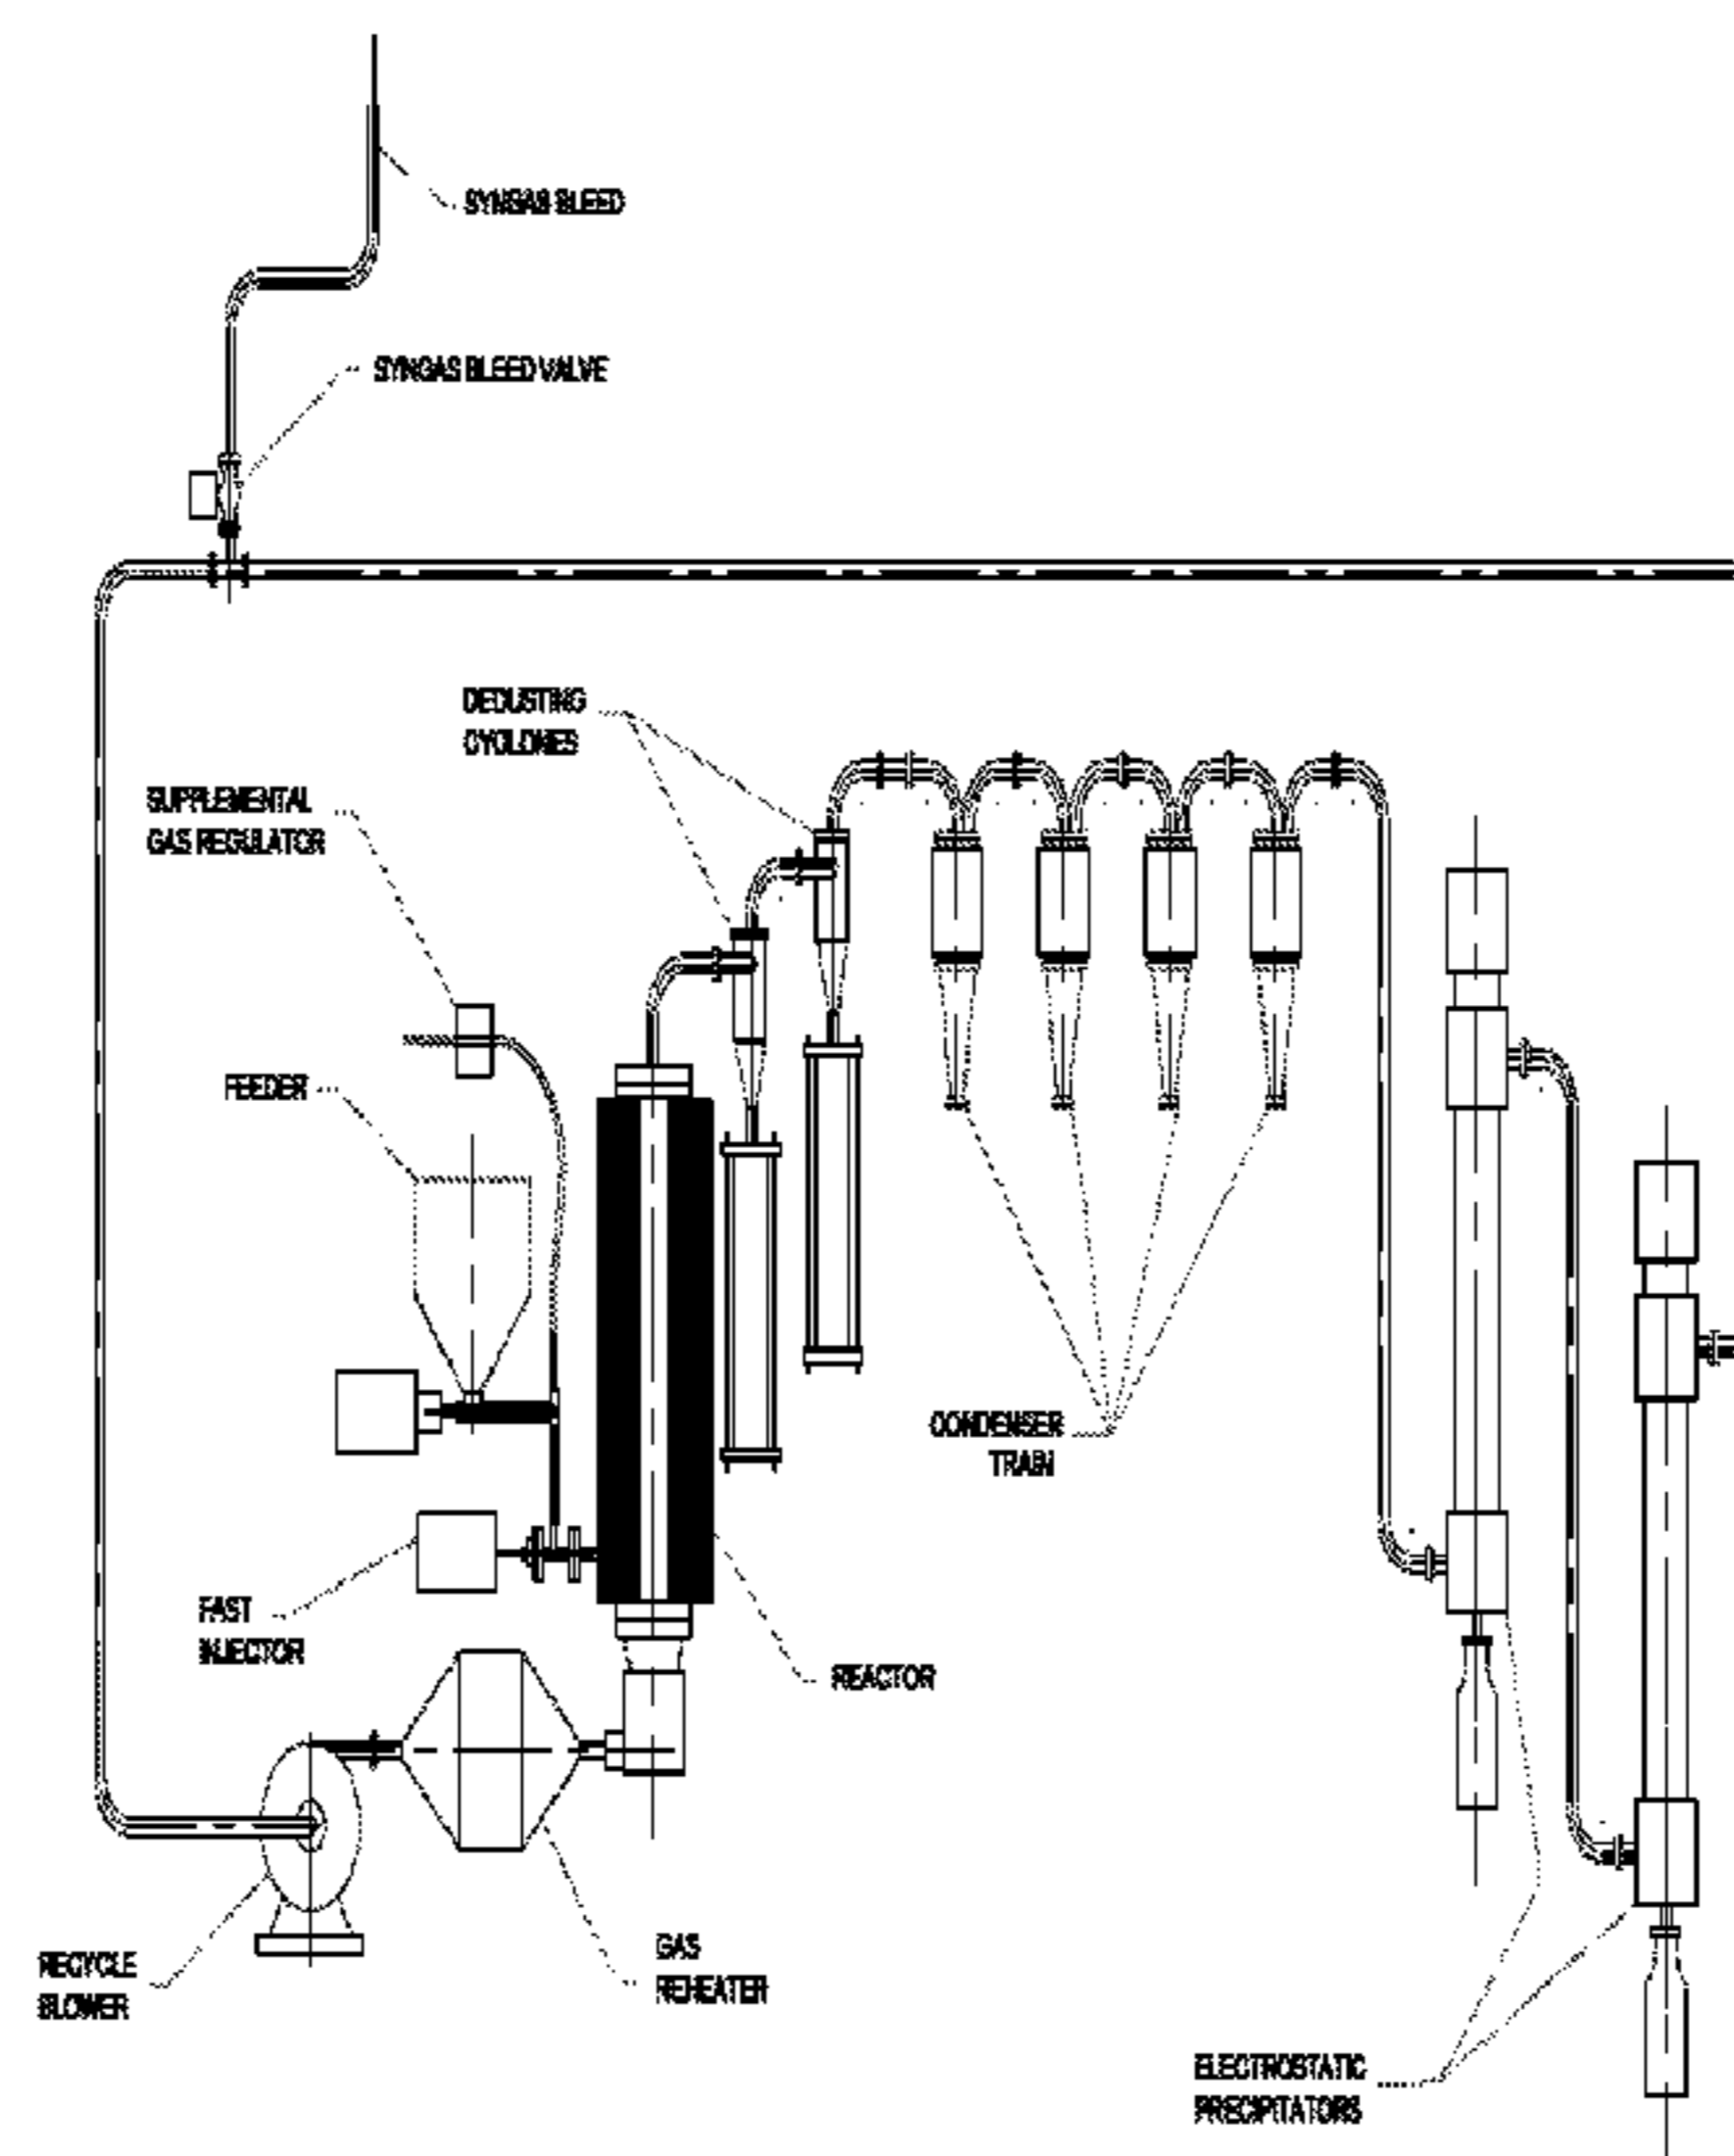 SYNGAS BLEED
SYNGAS BLEED VALVE
DEDUSTING
CYCLONES
SUPPLEMENTAL
GAS REGULATOR
FEEDER
CONDENSER
TRAIN
FAST
INJECTOR
REACTOR
GAS
REHEATER
RECYCLE
BLOWER
ELECTROSTATIC
PRECIPITATORS